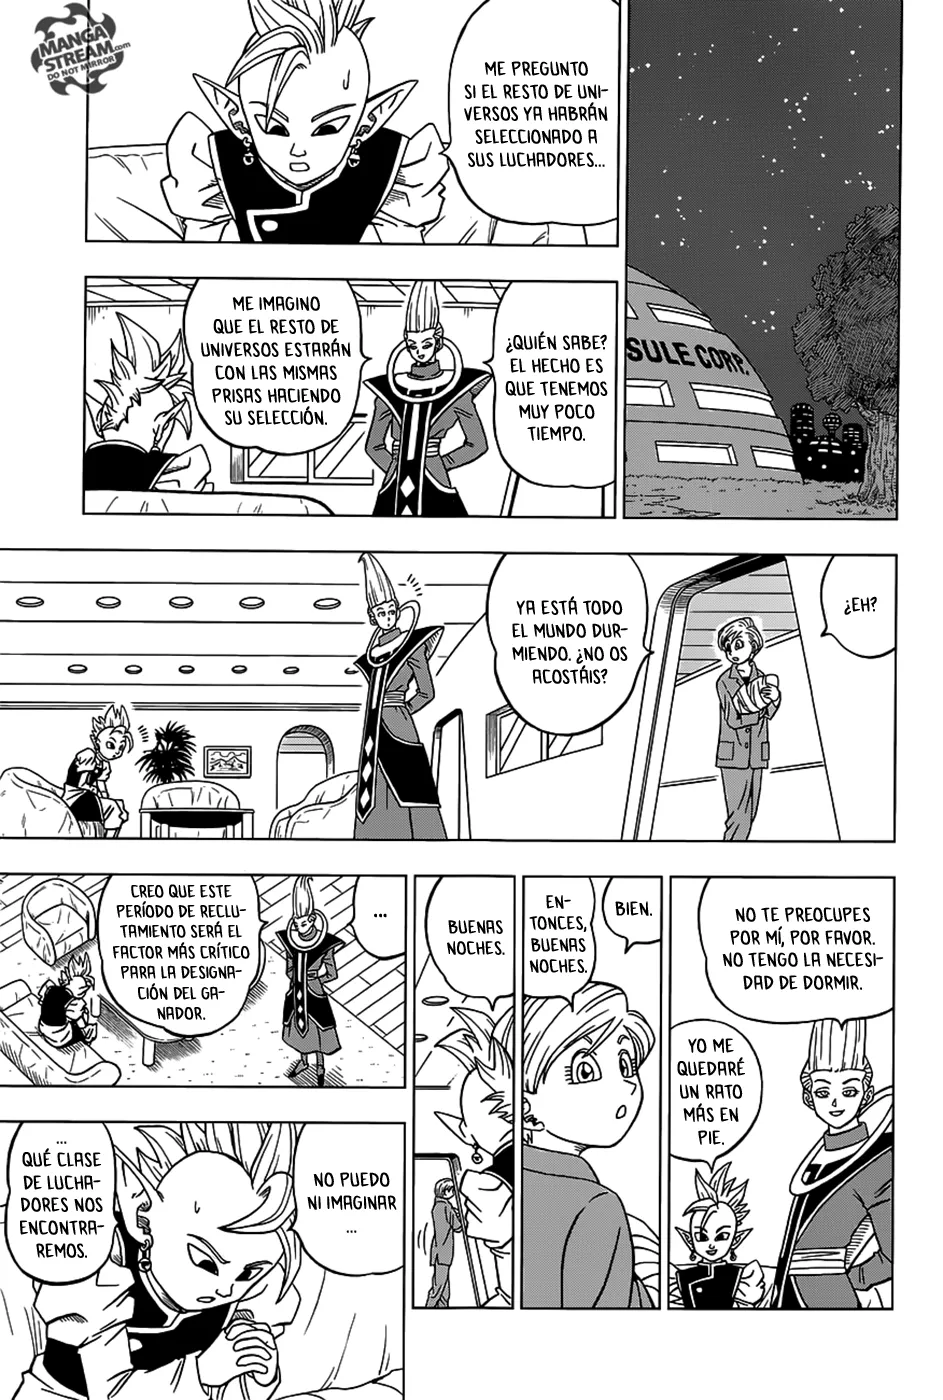 MANGA
STREAM.com
DO NOT MIRROR
SULE CORP.
ME PREGUNTO
SI EL RESTO DE UNI-
VERSOS YA HABRÁN
SELECCIONADO A
SUS LUCHADORES...
¿QUIÉN SABE?
EL HECHO ES
QUE TENEMOS
MUY POCO
TIEMPO.
ME IMAGINO
QUE EL RESTO DE
UNIVERSOS ESTARÁN
CON LAS MISMAS
PRISAS HACIENDO
SU SELECCIÓN.
¿EH?
YA ESTÁ TODO
EL MUNDO DUR-
MIENDO. ¿NO OS
ACOSTÁIS?
NO TE PREOCUPES
POR MÍ, POR FAVOR.
NO TENGO LA NECESI-
DAD DE DORMIR.
YO ME
QUEDARÉ
UN RATO
MÁS EN
PIE.
BIEN.
EN-
TONCES,
BUENAS
NOCHES.
BUENAS
NOCHES.
...
CREO QUE ESTE
PERÍODO DE RECLU-
TAMIENTO SERÁ EL
FACTOR MÁS CRÍTICO
PARA LA DESIGNA-
CIÓN DEL GA-
NADOR.
NO PUEDO
NI IMAGINAR
...
...
QUÉ CLASE
DE LUCHA-
DORES NOS
ENCONTRA-
REMOS.